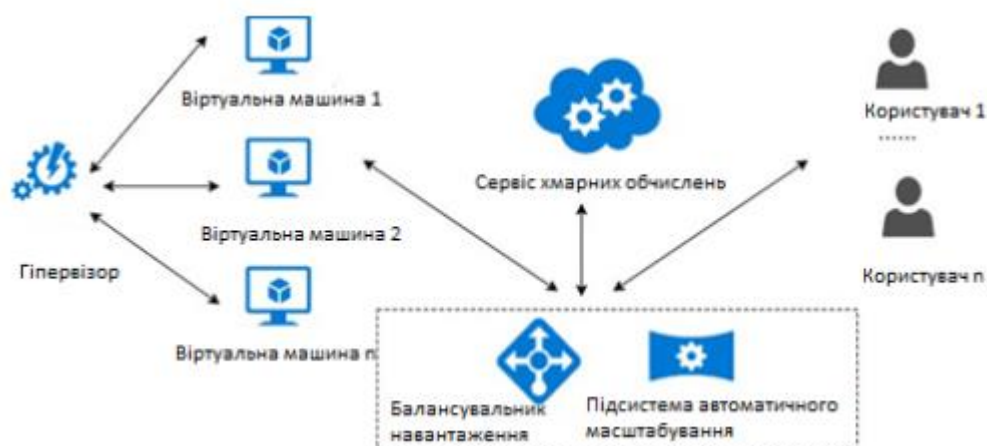 Віртуальна машина 1
Користувач 1
......
Сервіс хмарних обчислень
Віртуальна машина 2
Гіпервізор
Користувач n
Віртуальна машина n
Балансувальник
навантаження
Підсистема автоматичного
масштабування